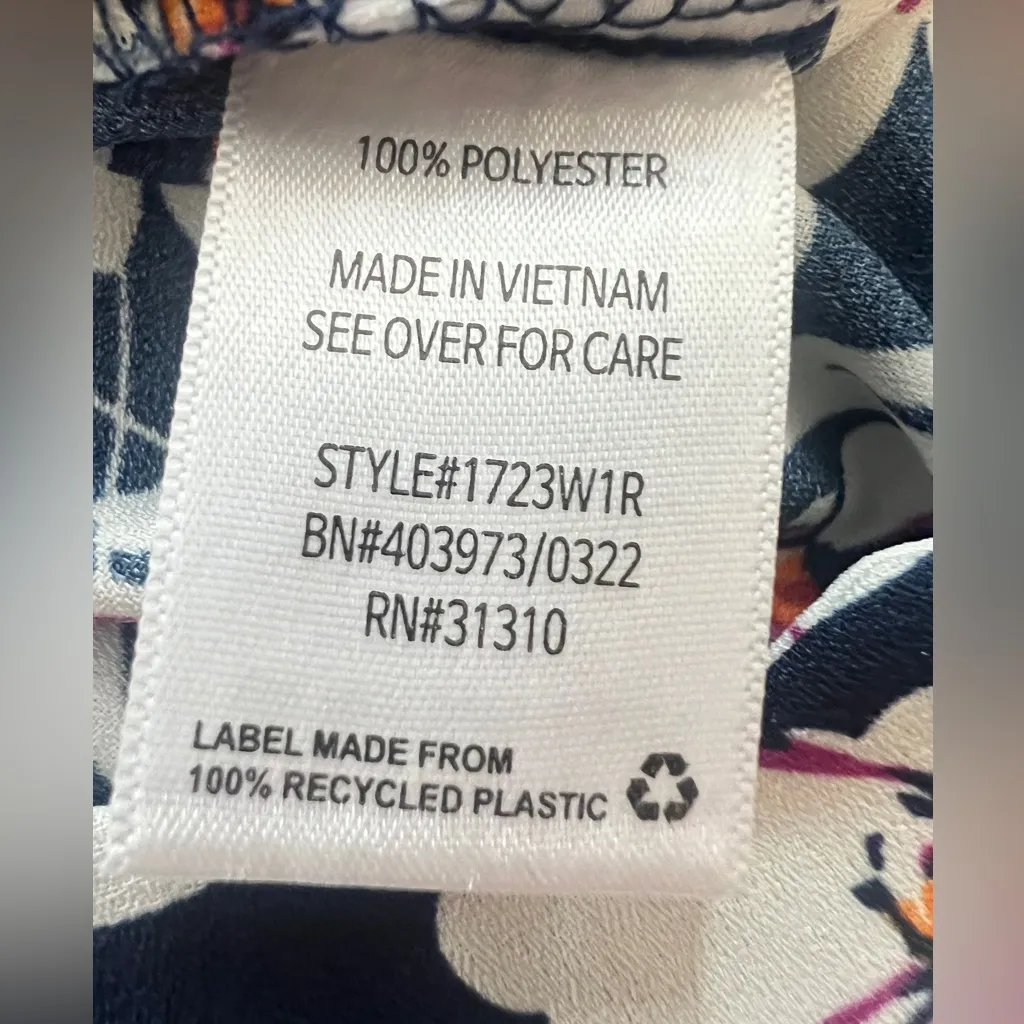 100% POLYESTER
MADE IN VIETNAM
SEE OVER FOR CARE
STYLE#1723W1R
BN#403973/0322
RN#31310
LABEL MADE FROM
100% RECYCLED PLASTIC